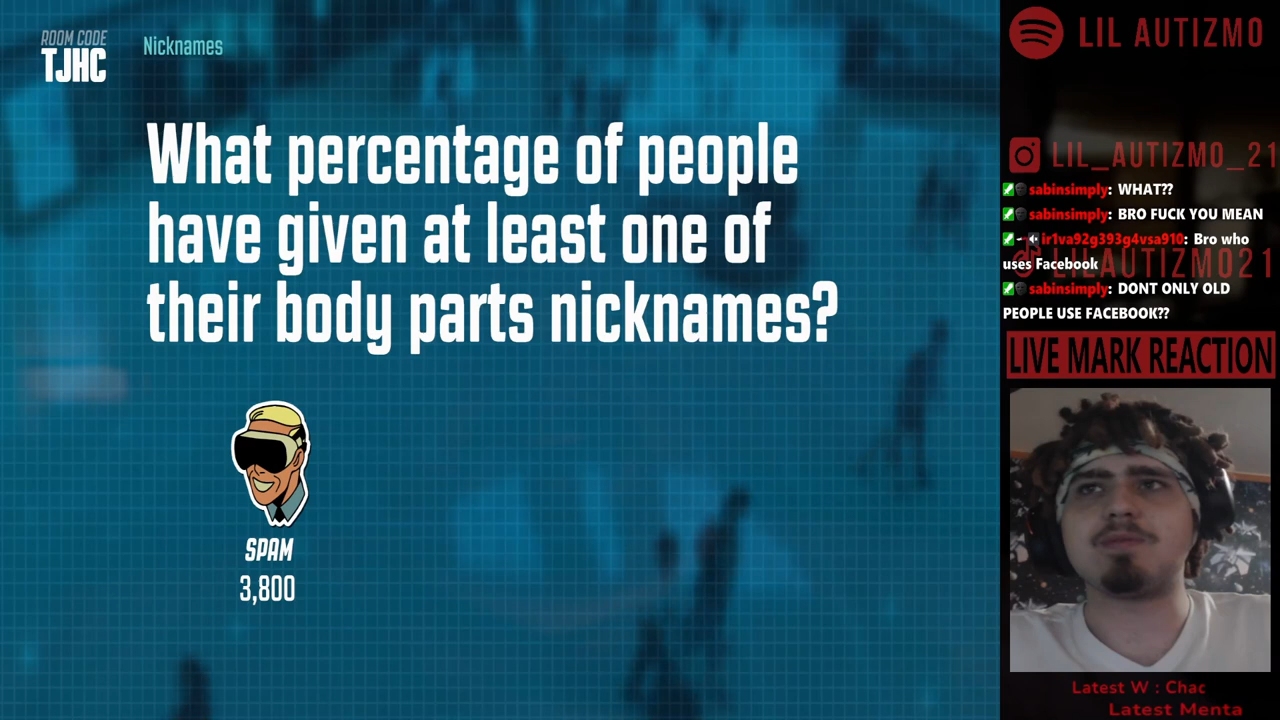 ROOM CODE
TJHC
Nicknames
What percentage of people
have given at least one of
their body parts nicknames?
SPAM
3,800
LIL AUTIZMO
LIL_AUTIZMO_21
sabinsimply: WHAT??
sabinsimply: BRO FUCK YOU MEAN
ir1va92g393g4vsa910: Bro who
uses Facebook
LILAUTIZMO21
sabinsimply: DONT ONLY OLD
PEOPLE USE FACEBOOK??
LIVE MARK REACTION
Latest W : Chac
Latest Menta